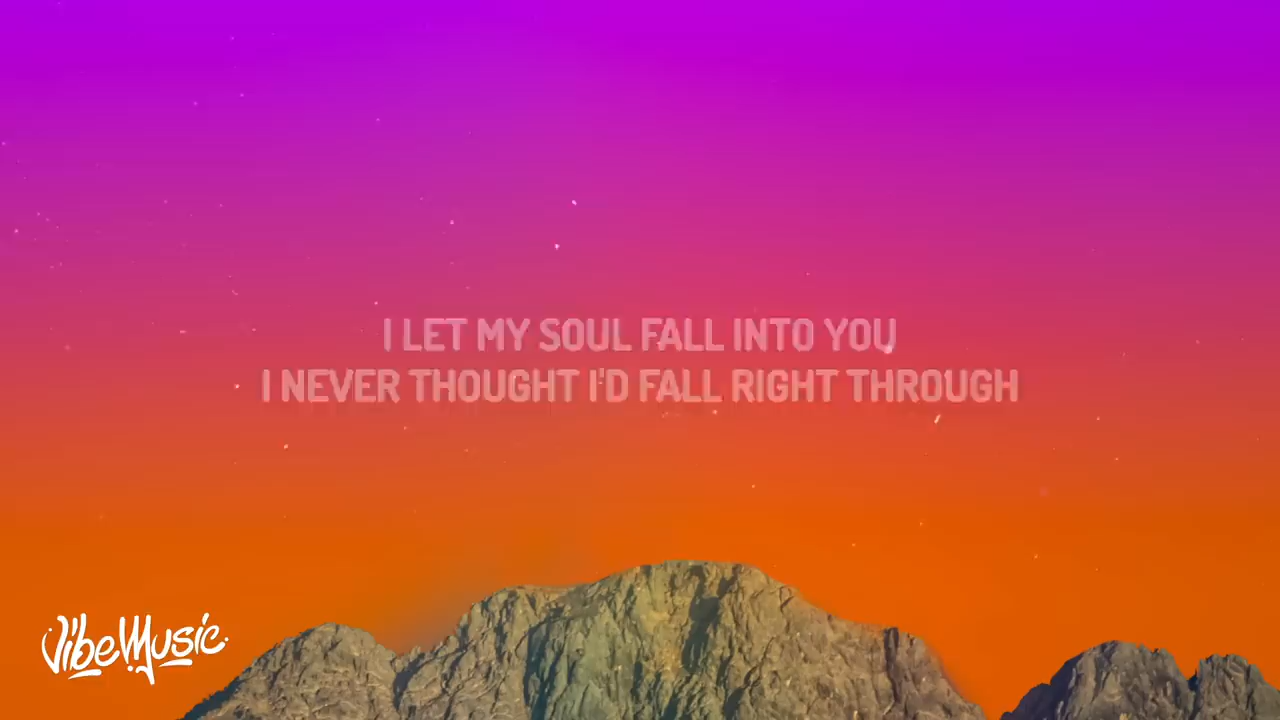 I LET MY SOUL FALL INTO YOU
I NEVER THOUGHT I'D FALL RIGHT THROUGH
VibeMusic